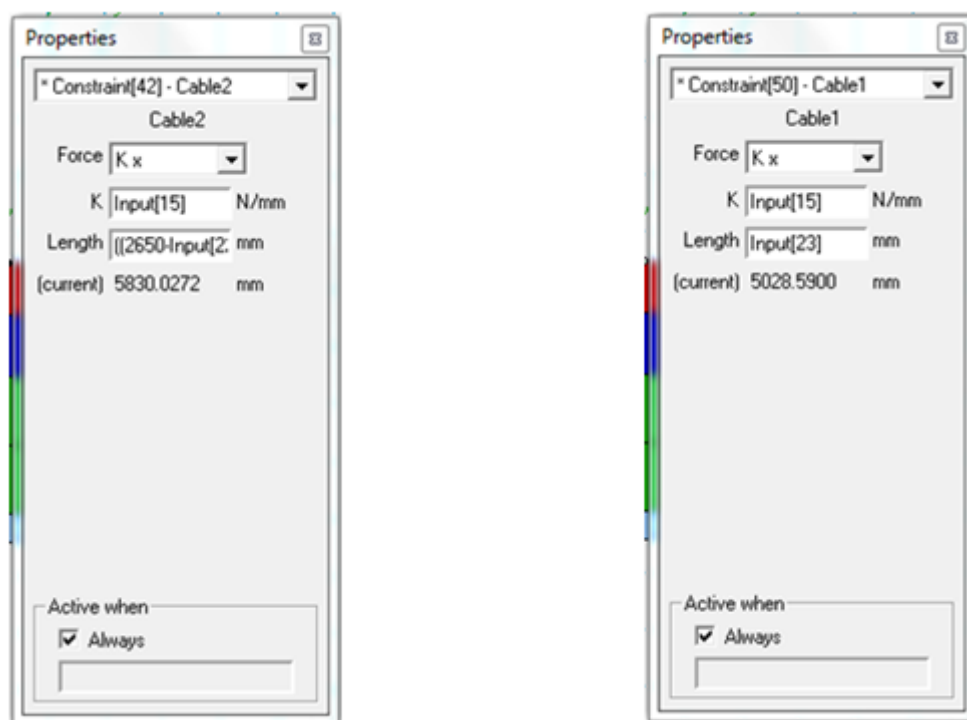 Properties
* Constraint[42] - Cable2
Cable2
Force K x
K Input[15] N/mm
Length ((2650-Input[2 mm
(current) 5830.0272 mm
Active when
Always
Properties
* Constraint[50] - Cable1
Cable1
Force K x
K Input[15] N/mm
Length Input[23] mm
(current) 5028.5900 mm
Active when
Always